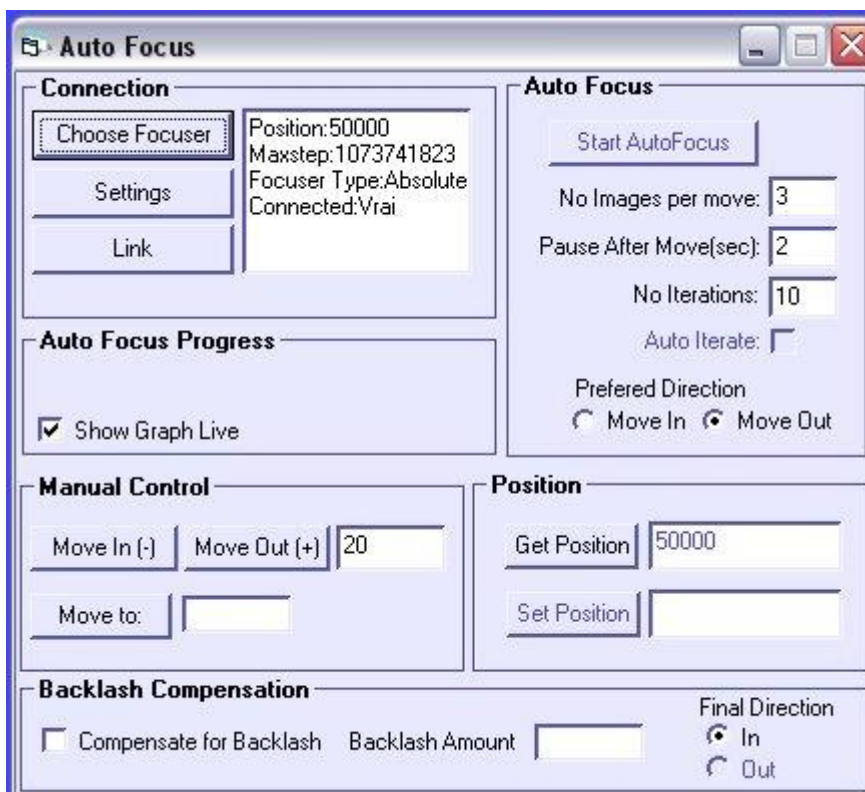 Auto Focus
Connection
Choose Focuser
Settings
Link
Position:50000
Maxstep:1073741823
Focuser Type:Absolute
Connected:Vrai
Auto Focus
Start AutoFocus
No Images per move: 3
Pause After Move(sec): 2
No Iterations: 10
Auto Iterate:
Prefered Direction
Move In Move Out
Auto Focus Progress
Show Graph Live
Manual Control
Move In (-) Move Out (+) 20
Move to:
Position
Get Position 50000
Set Position
Backlash Compensation
Compensate for Backlash Backlash Amount
Final Direction
In
Out